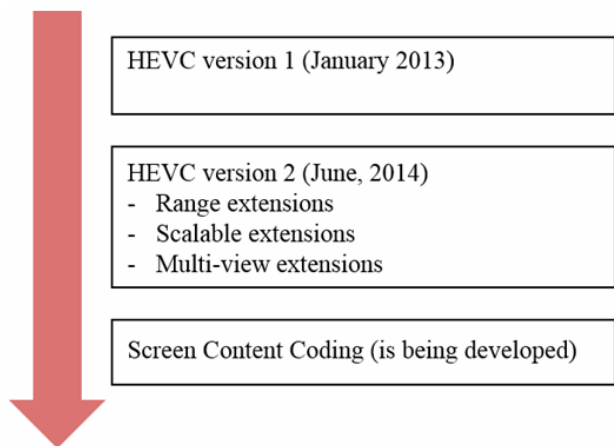 HEVC version 1 (January 2013)
HEVC version 2 (June, 2014)
- Range extensions
- Scalable extensions
- Multi-view extensions
Screen Content Coding (is being developed)